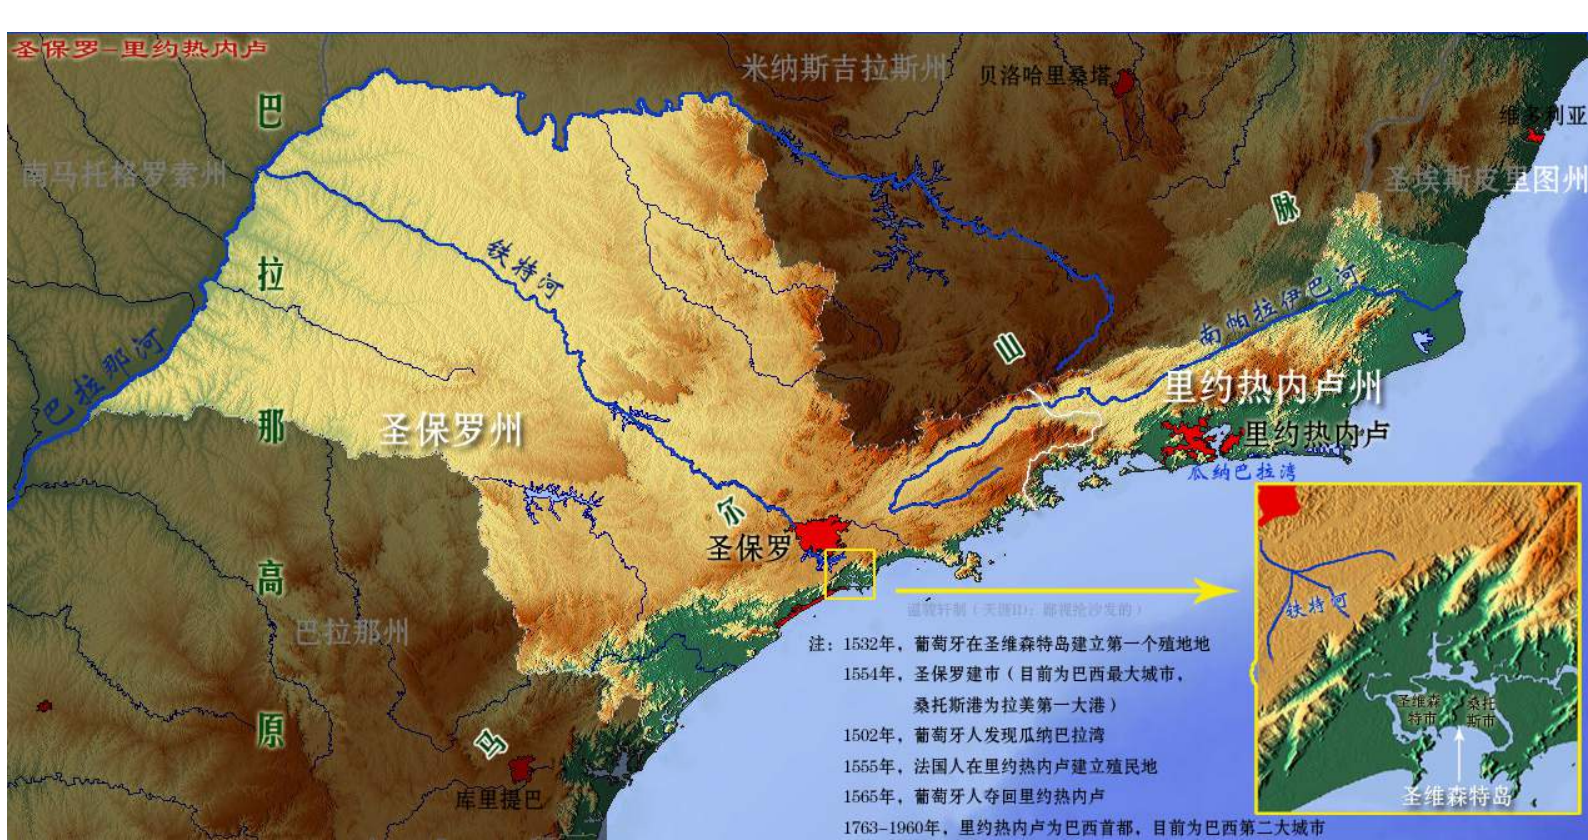 圣保罗-里约热内卢
米纳斯吉拉斯州
贝洛哈里桑塔
维多利亚
南马托格罗索州
圣埃斯皮里图州
巴拉那高原
马尔山脉
铁特河
南帕拉伊巴河
巴拉那河
圣保罗州
里约热内卢州
里约热内卢
瓜纳巴拉湾
圣保罗
巴拉那州
库里提巴
注：1532年，葡萄牙在圣维森特岛建立第一个殖地地
1554年，圣保罗建市（目前为巴西最大城市，
桑托斯港为拉美第一大港）
1502年，葡萄牙人发现瓜纳巴拉湾
1555年，法国人在里约热内卢建立殖民地
1565年，葡萄牙人夺回里约热内卢
1763-1960年，里约热内卢为巴西首都，目前为巴西第二大城市
铁特河
圣维森
特市
桑托
斯市
圣维森特岛